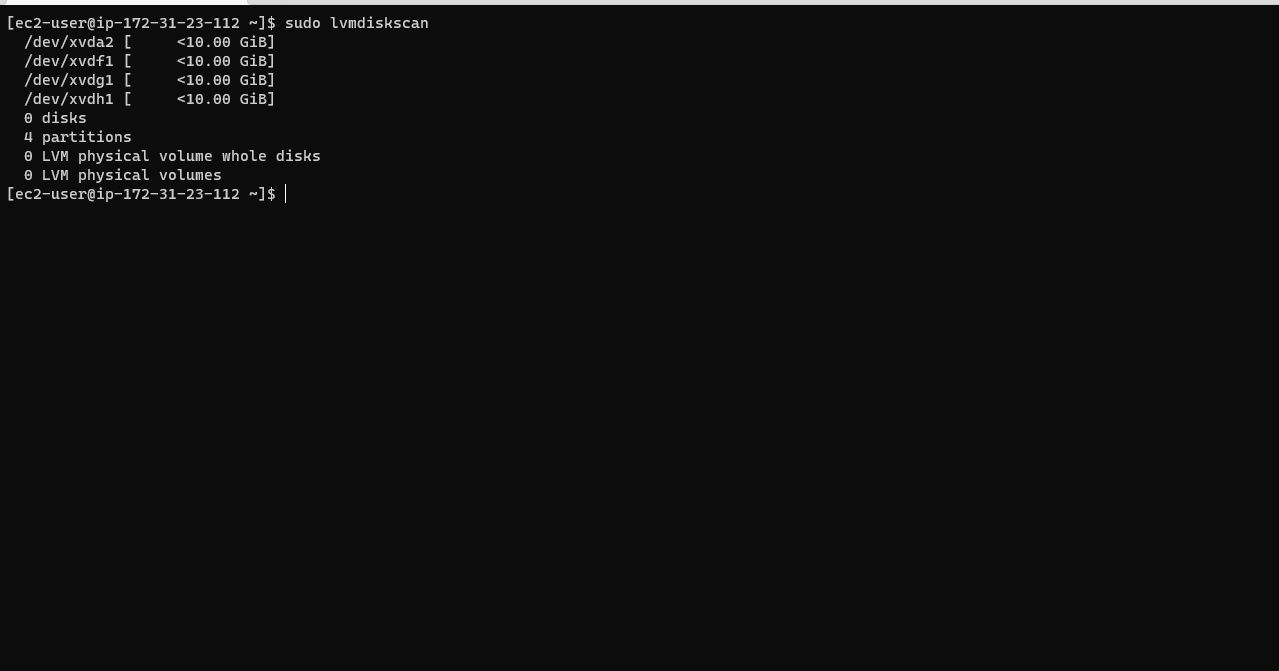 [ec2-user@ip-172-31-23-112 ~]$ sudo lvmdiskscan
  /dev/xvda2 [     <10.00 GiB]
  /dev/xvdf1 [     <10.00 GiB]
  /dev/xvdg1 [     <10.00 GiB]
  /dev/xvdh1 [     <10.00 GiB]
  0 disks
  4 partitions
  0 LVM physical volume whole disks
  0 LVM physical volumes
[ec2-user@ip-172-31-23-112 ~]$